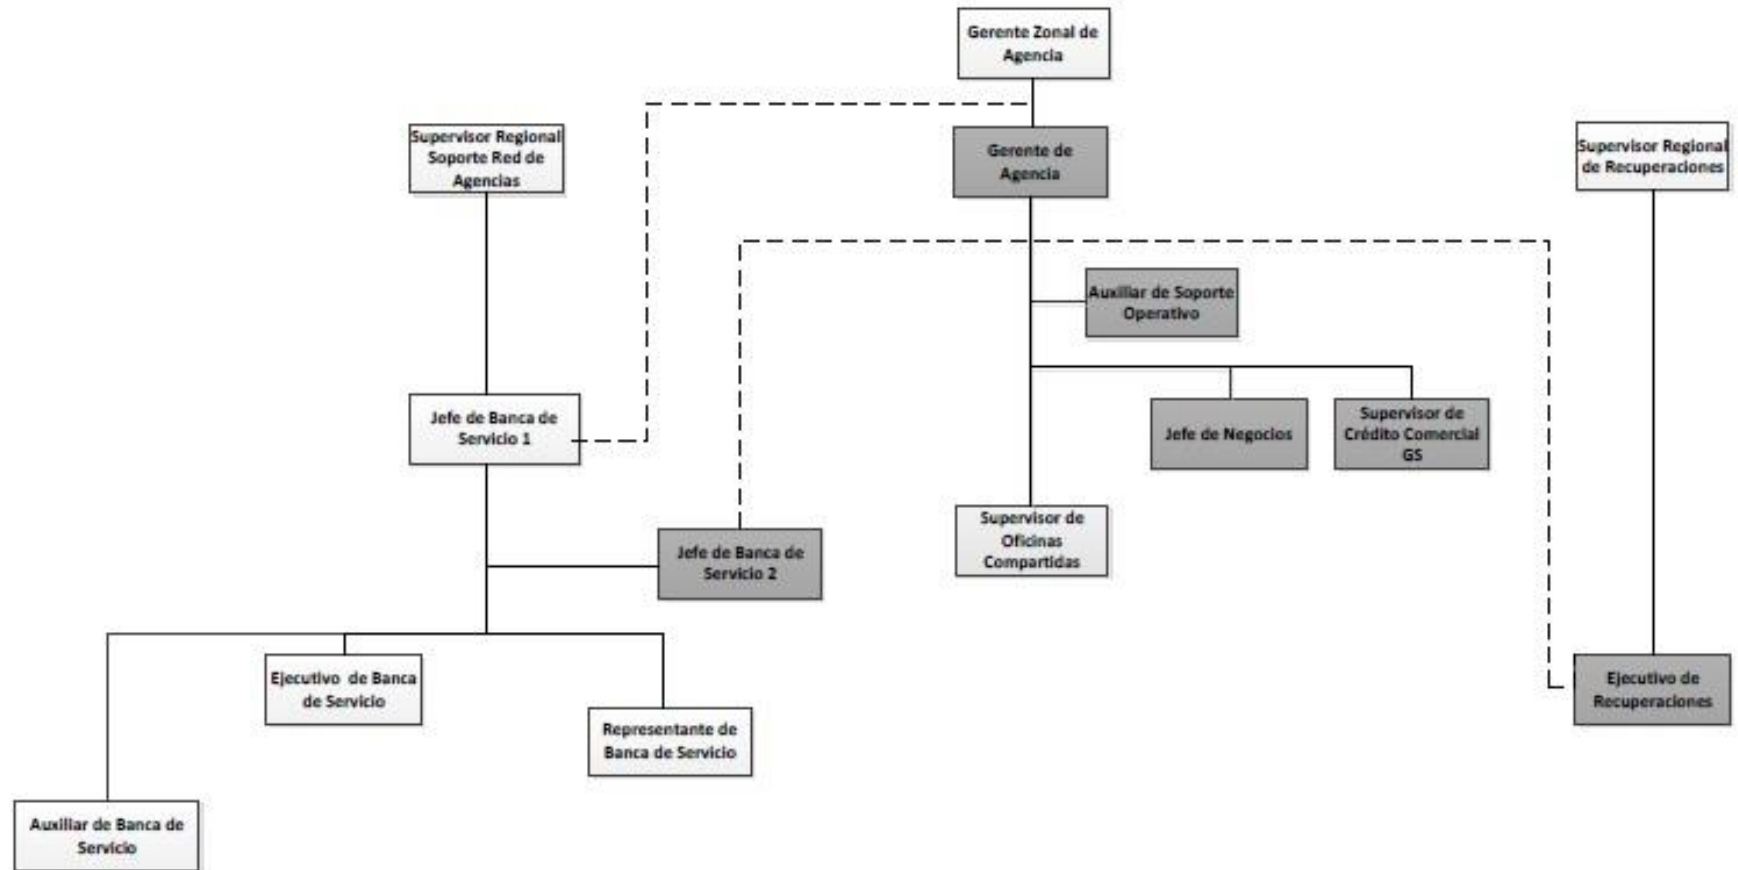 Gerente Zonal de
Agencia
Supervisor Regional
Soporte Red de
Agencias
Gerente de
Agencia
Supervisor Regional
de Recuperaciones
Auxiliar de Soporte
Operativo
Jefe de Banca de
Servicio 1
Jefe de Negocios
Supervisor de
Crédito Comercial
GS
Supervisor de
Oficinas
Compartidas
Jefe de Banca de
Servicio 2
Ejecutivo de Banca
de Servicio
Representante de
Banca de Servicio
Ejecutivo de
Recuperaciones
Auxiliar de Banca de
Servicio